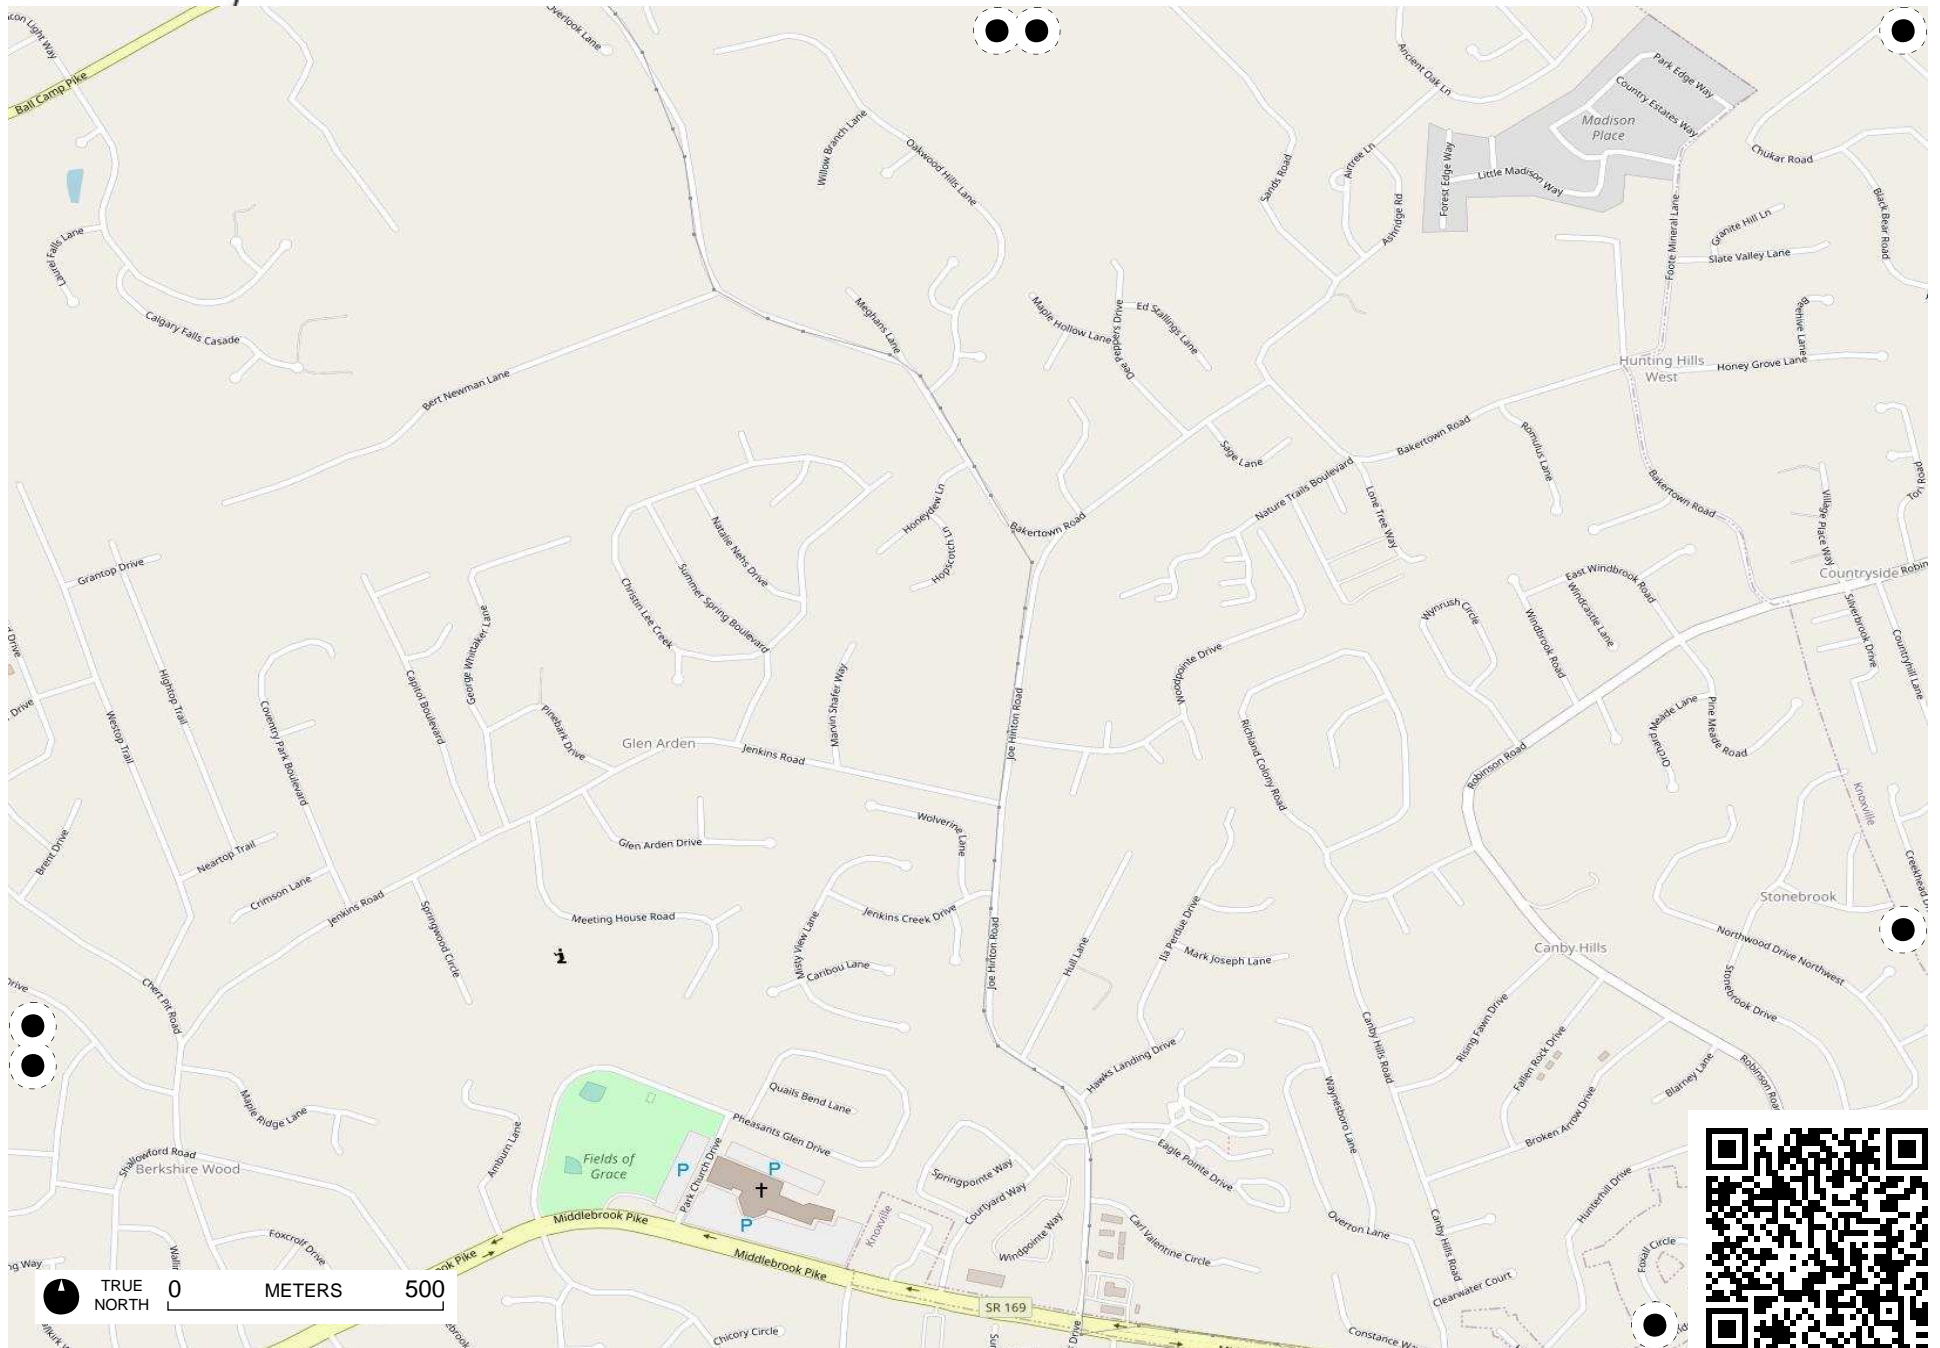 Overlook Lane
Ball Camp Pike
Ancient Oak Ln
Park Edge Way
Country Estates Way
Madison
Place
Willow Branch Lane
Oakwood Hills Lane
Sands Road
Airtree Ln
Forest Edge Way
Little Madison Way
Chukar Road
Ashridge Rd
Black Bear Road
Laurel Falls Lane
Foote Mineral Lane
Granite Hill Ln
Slate Valley Lane
Calgary Falls Casade
Meghans Lane
Maple Hollow Lane
Dee Peppers Drive
Ed Stallings Lane
Beehive Lane
Hunting Hills
West
Honey Grove Lane
Bert Newman Lane
Sage Lane
Bakertown Road
Romulus Lane
Nature Trails Boulevard
Lone Tree Way
Bakertown Road
Village Place Way
Honeydew Ln
Bakertown Road
Natalie Nehs Drive
Hopscotch Ln
Grantop Drive
Summer Spring Boulevard
Christin Lee Creek
East Windbrook Road
Windcastle Lane
Countryside
Wynrush Circle
Windbrook Road
Silverbrook Drive
Countryhill Lane
George Whittaker Lane
Woodpointe Drive
Hightop Trail
Capitol Boulevard
Marvin Shafer Way
Joe Hinton Road
Westop Trail
Coventry Park Boulevard
Pinebark Drive
Glen Arden
Jenkins Road
Richland Colony Road
Orchard Meade Lane
Pine Meade Road
Robinson Road
Knoxville
Brent Drive
Neartop Trail
Glen Arden Drive
Wolverine Lane
Crimson Lane
Jenkins Road
Springwood Circle
Meeting House Road
Misty View Lane
Jenkins Creek Drive
Caribou Lane
Joe Hinton Road
Hull Lane
Ila Perdue Drive
Mark Joseph Lane
Stonebrook
Canby Hills
Northwood Drive Northwest
Stonebrook Drive
Chert Pit Road
Canby Hills Road
Rising Fawn Drive
Fallen Rock Drive
Hawks Landing Drive
Blarney Lane
Robinson Road
Maple Ridge Lane
Quails Bend Lane
Pheasants Glen Drive
Waynesboro Lane
Broken Arrow Drive
Shallowford Road
Berkshire Wood
Amburn Lane
Fields of
Grace
P
P
P
Park Church Drive
Springpointe Way
Courtyard Way
Windpointe Way
Eagle Pointe Drive
Carl Valentine Circle
Overton Lane
Canby Hills Road
Hunterhill Drive
Foxall Circle
Middlebrook Pike
Middlebrook Pike
Knoxville
Foxcroft Drive
Clearwater Court
SR 169
Chicory Circle
TRUE
NORTH
0 METERS 500